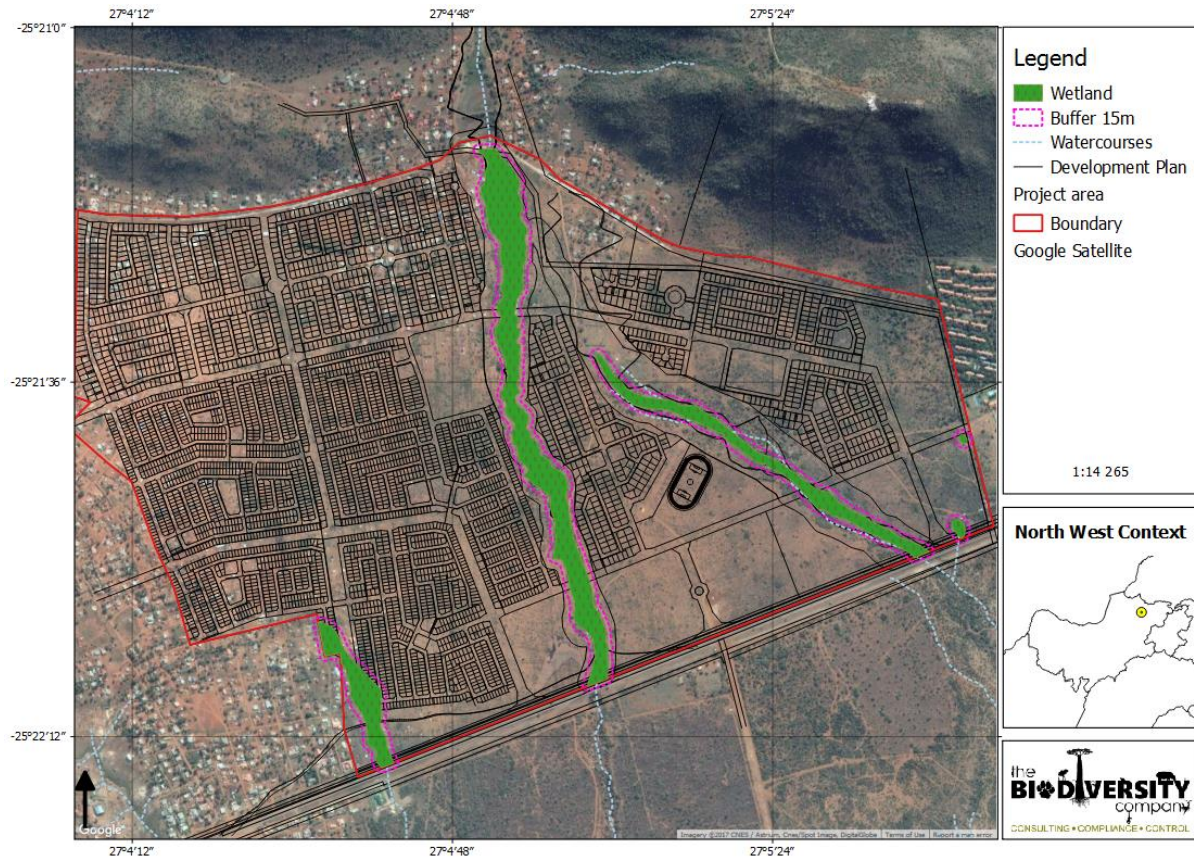 27°4'12"
27°4'48"
27°5'24"
-25°21'0"
-25°21'36"
-25°22'12"
Google
Imagery ©2017 CNES / Astrium, Cnes/Spot Image, DigitalGlobe
Terms of Use
Report a map error
27°4'12"
27°4'48"
27°5'24"
Legend
Wetland
Buffer 15m
Watercourses
Development Plan
Project area
Boundary
Google Satellite
1:14 265
North West Context
the
BIODIVERSITY
company
CONSULTING • COMPLIANCE • CONTROL